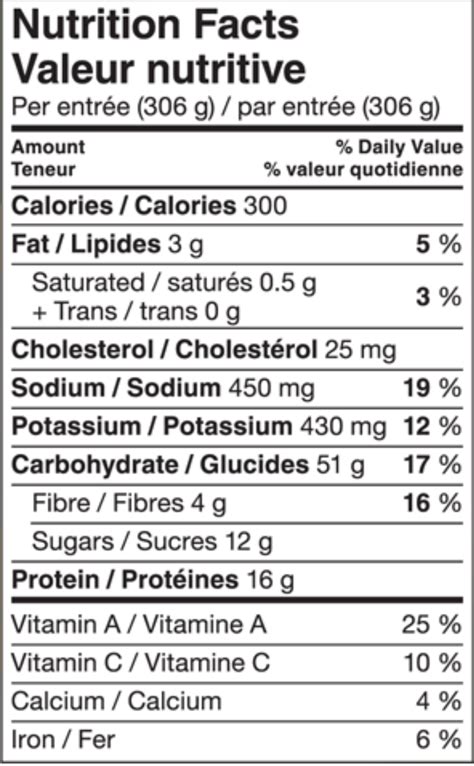 Nutrition Facts
Valeur nutritive
Per entrée (306 g) / par entrée (306 g)
Amount % Daily Value
Teneur % valeur quotidienne
Calories / Calories 300
Fat / Lipides 3 g 5 %
Saturated / saturés 0.5 g
+ Trans / trans 0 g 3 %
Cholesterol / Cholestérol 25 mg
Sodium / Sodium 450 mg 19 %
Potassium / Potassium 430 mg 12 %
Carbohydrate / Glucides 51 g 17 %
Fibre / Fibres 4 g 16 %
Sugars / Sucres 12 g
Protein / Protéines 16 g
Vitamin A / Vitamine A 25 %
Vitamin C / Vitamine C 10 %
Calcium / Calcium 4 %
Iron / Fer 6 %